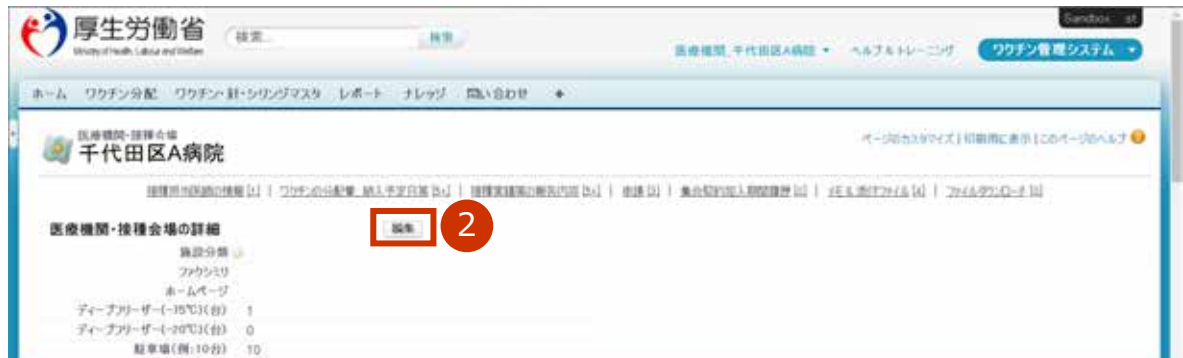 Sandbox: st
厚生労働省
Ministry of Health, Labour and Welfare
検索...
検索
医療機関_千代田区A病院
ヘルプ & トレーニング
ワクチン管理システム
ホーム ワクチン分配 ワクチン・針・シリンジマスタ レポート ナレッジ 問い合わせ +
医療機関・接種会場
千代田区A病院
ページのカスタマイズ | 印刷用に表示 | このページのヘルプ
接種担当医師の情報 [1] | ワクチンの分配量、納入予定日等 [5+] | 接種実績等の報告内容 [5+] | 申請 [3] | 集合契約加入期間履歴 | メモ & 添付ファイル | ファイルダウンロード
医療機関・接種会場の詳細
編集
2
施設分類
ファクシミリ
ホームページ
ディープフリーザー(-75℃)(台) 1
ディープフリーザー(-20℃)(台) 0
駐車場(例:10台) 10